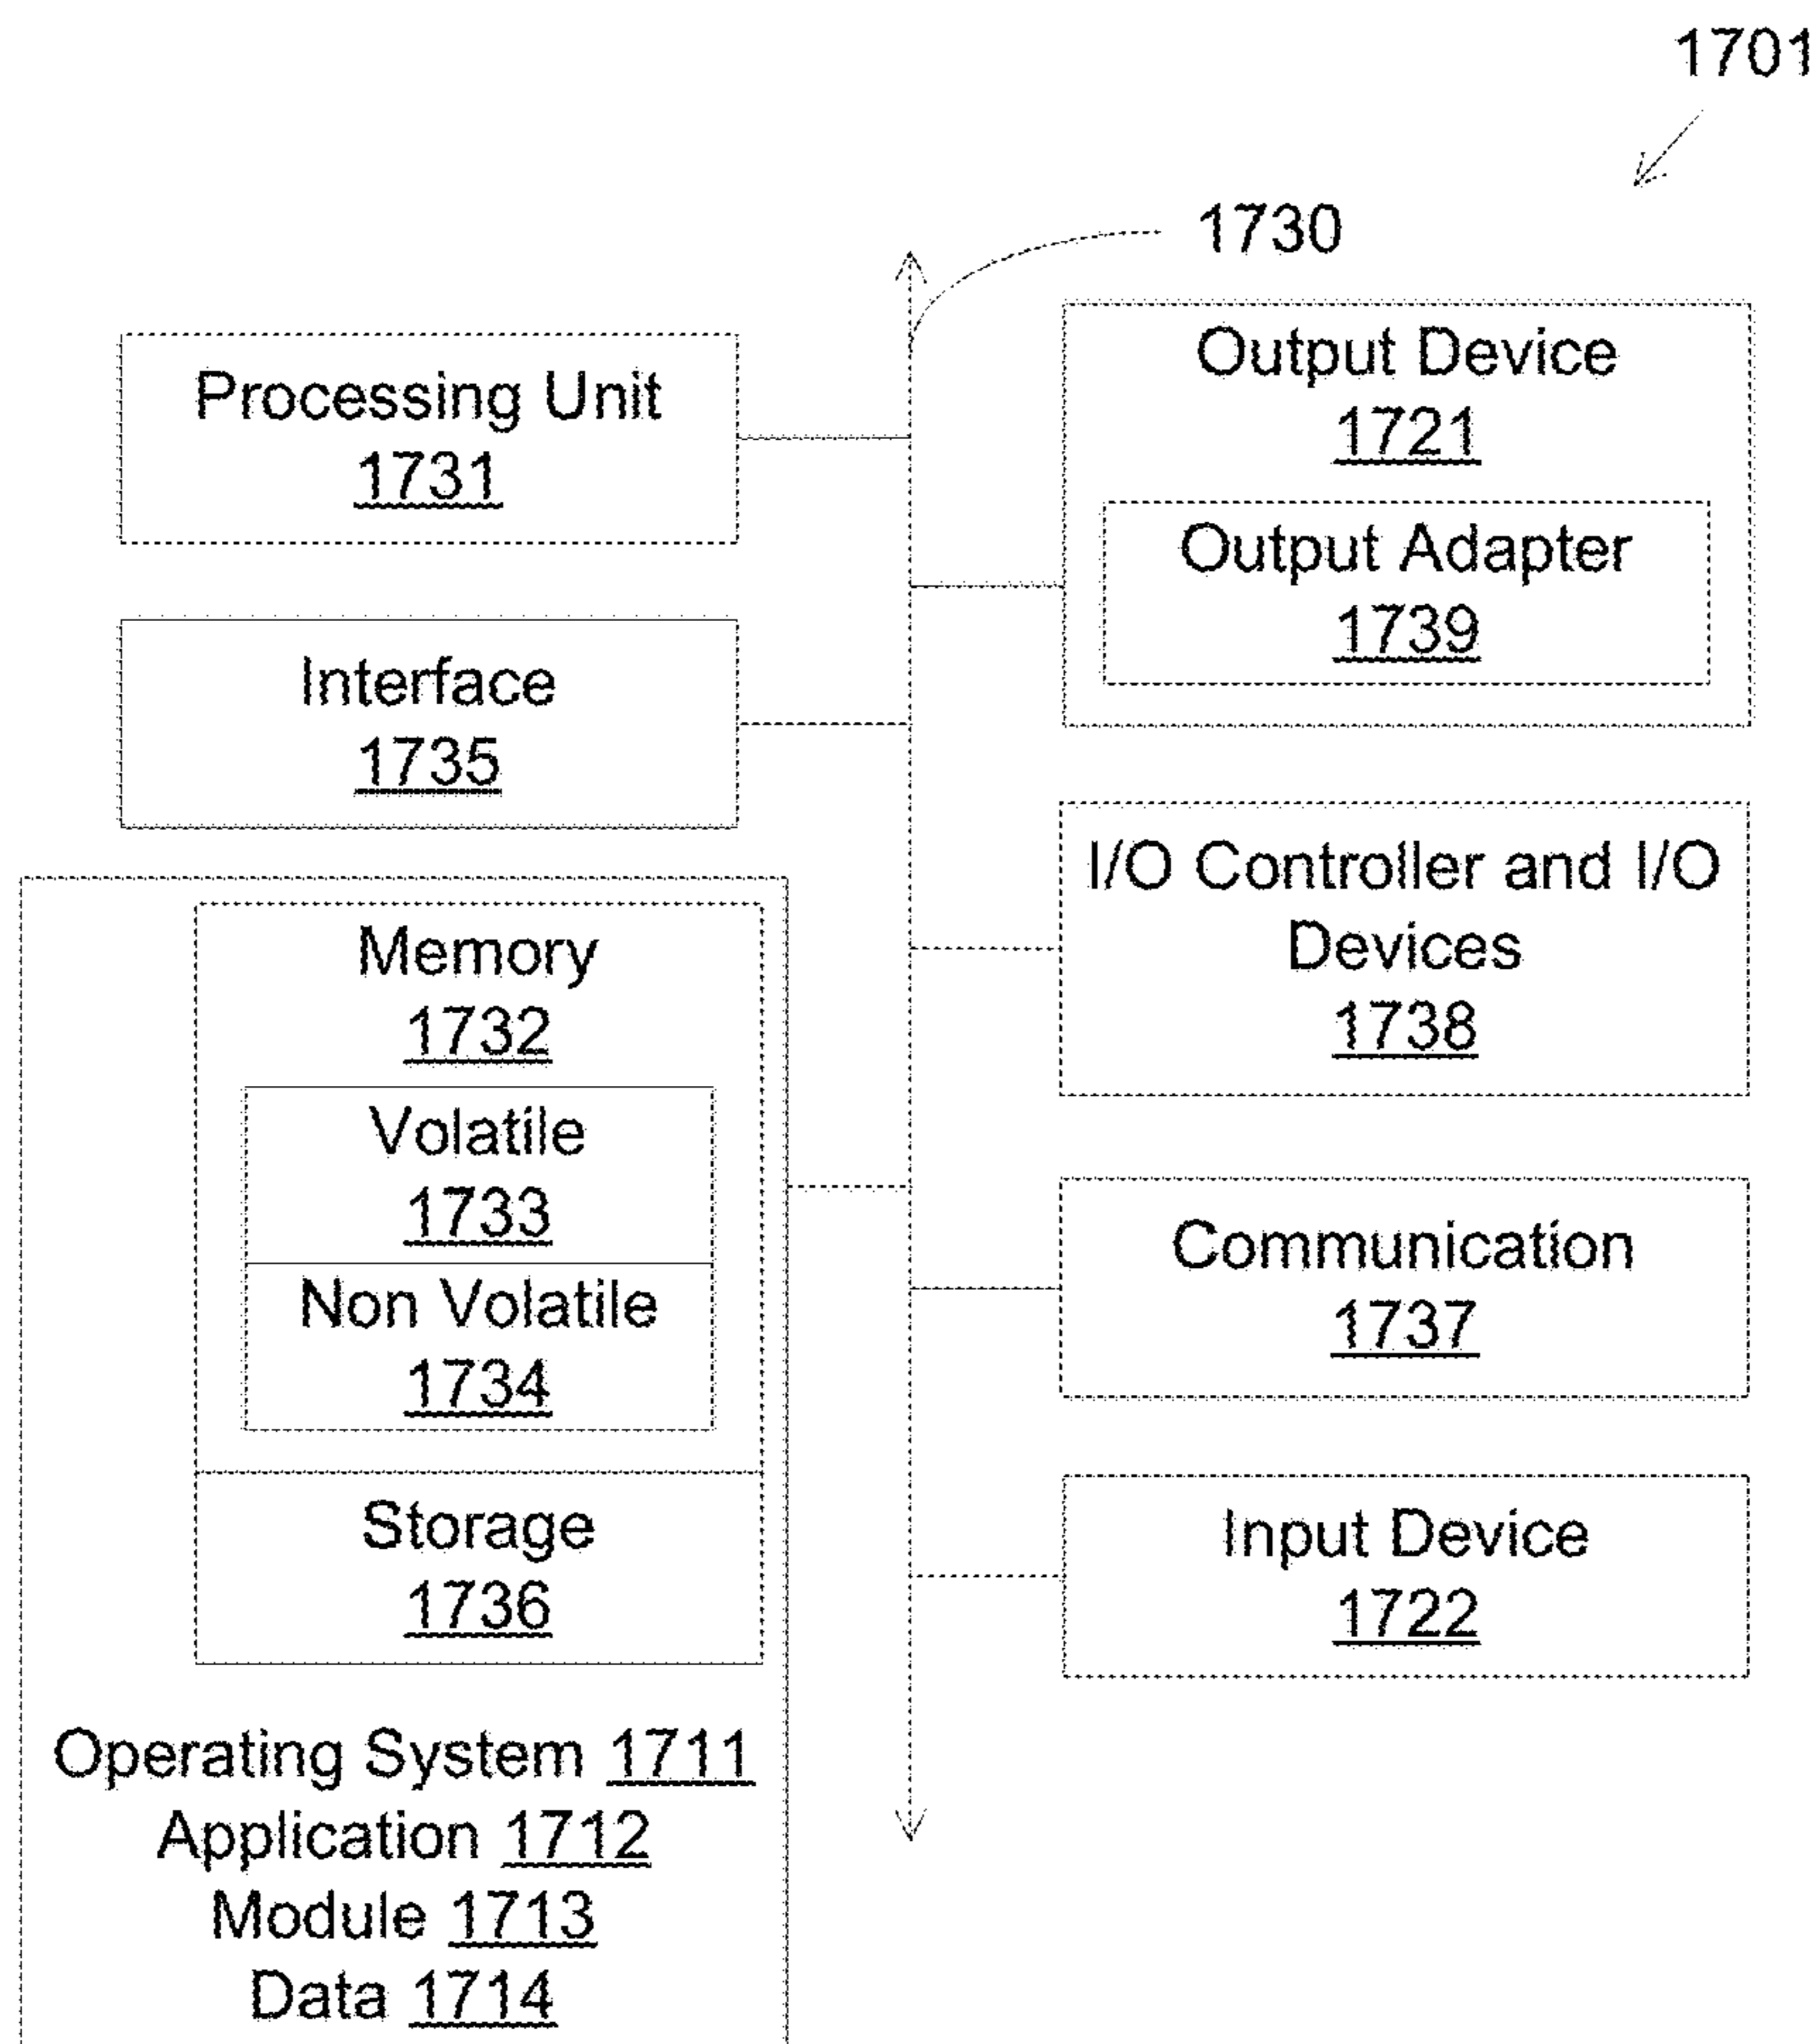 1701
1730
Processing Unit
1731
Interface
1735
Memory
1732
Volatile
1733
Non Volatile
1734
Storage
1736
Operating System 1711
Application 1712
Module 1713
Data 1714
Output Device
1721
Output Adapter
1739
I/O Controller and I/O
Devices
1738
Communication
1737
Input Device
1722